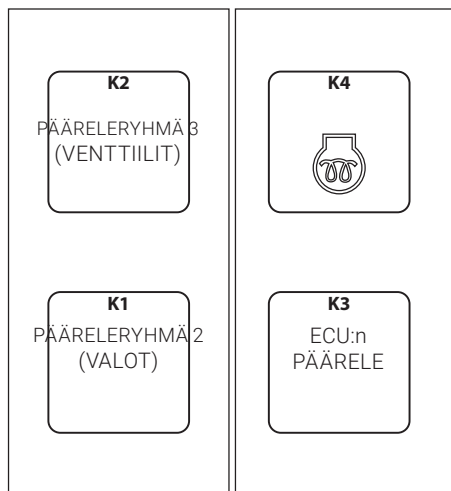 K2
PÄÄRELERYHMÄ 3
(VENTTIILIT)
K1
PÄÄRELERYHMÄ 2
(VALOT)
K4
K3
ECU:n
PÄÄRELE